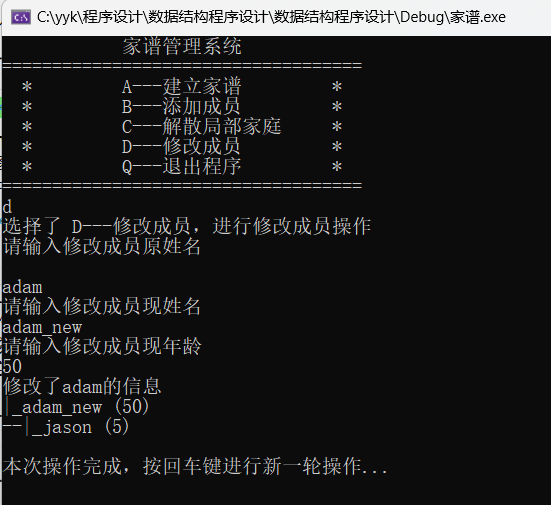 C:\yyk\程序设计\数据结构程序设计\数据结构程序设计\Debug\家谱.exe
家谱管理系统
====================================
* A---建立家谱 *
* B---添加成员 *
* C---解散局部家庭 *
* D---修改成员 *
* Q---退出程序 *
====================================
d
选择了 D---修改成员，进行修改成员操作
请输入修改成员原姓名
adam
请输入修改成员现姓名
adam_new
请输入修改成员现年龄
50
修改了adam的信息
|_adam_new (50)
--|_jason (5)
本次操作完成，按回车键进行新一轮操作...